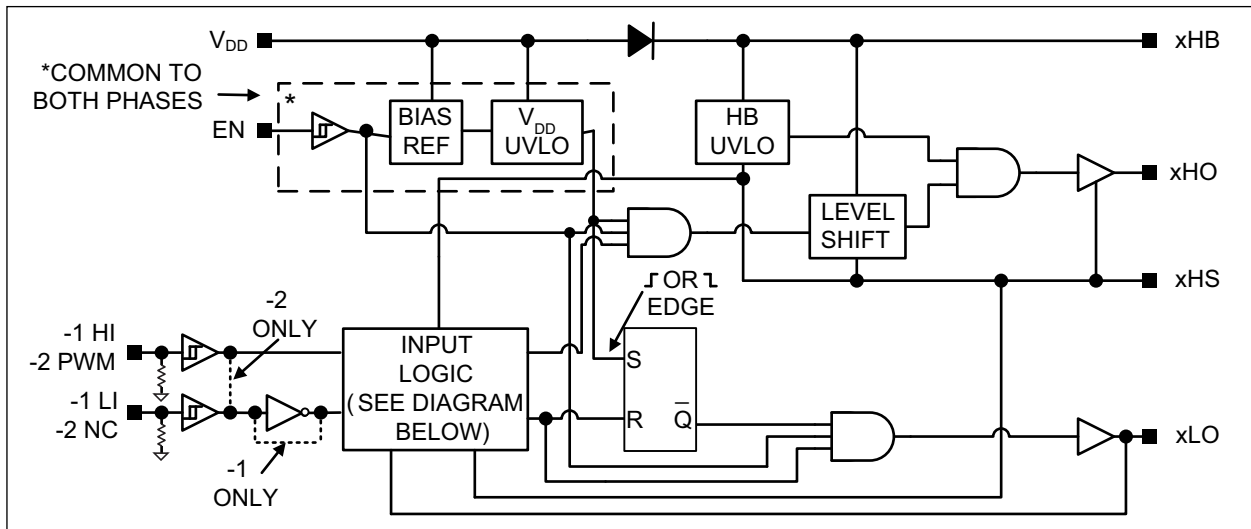 V_DD
xHB
*COMMON TO
BOTH PHASES
*
EN
BIAS
REF
V_DD
UVLO
HB
UVLO
xHO
LEVEL
SHIFT
xHS
OR
EDGE
-2
ONLY
-1 HI
-2 PWM
-1 LI
-2 NC
INPUT
LOGIC
(SEE DIAGRAM
BELOW)
S
R
Q̅
xLO
-1
ONLY